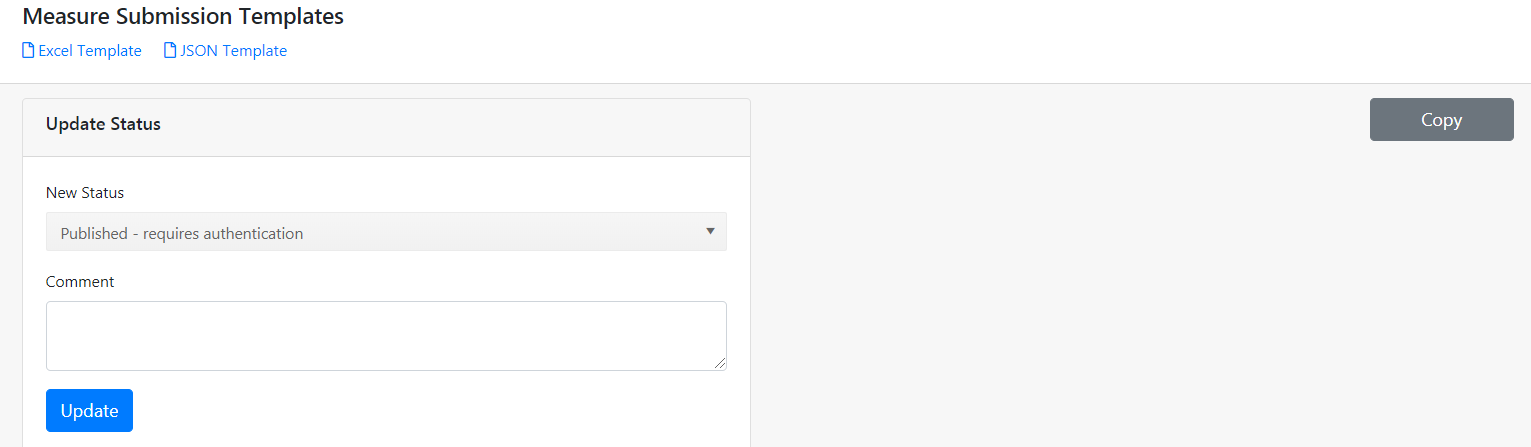 Measure Submission Templates
Excel Template JSON Template
Update Status
Copy
New Status
Published - requires authentication
Comment
Update